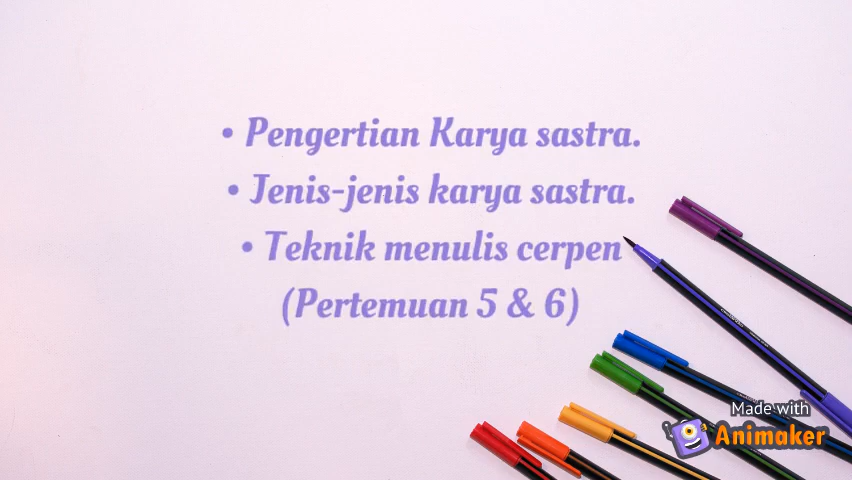 • Pengertian Karya sastra.
• Jenis-jenis karya sastra.
• Teknik menulis cerpen
(Pertemuan 5 & 6)
Made with
Animaker